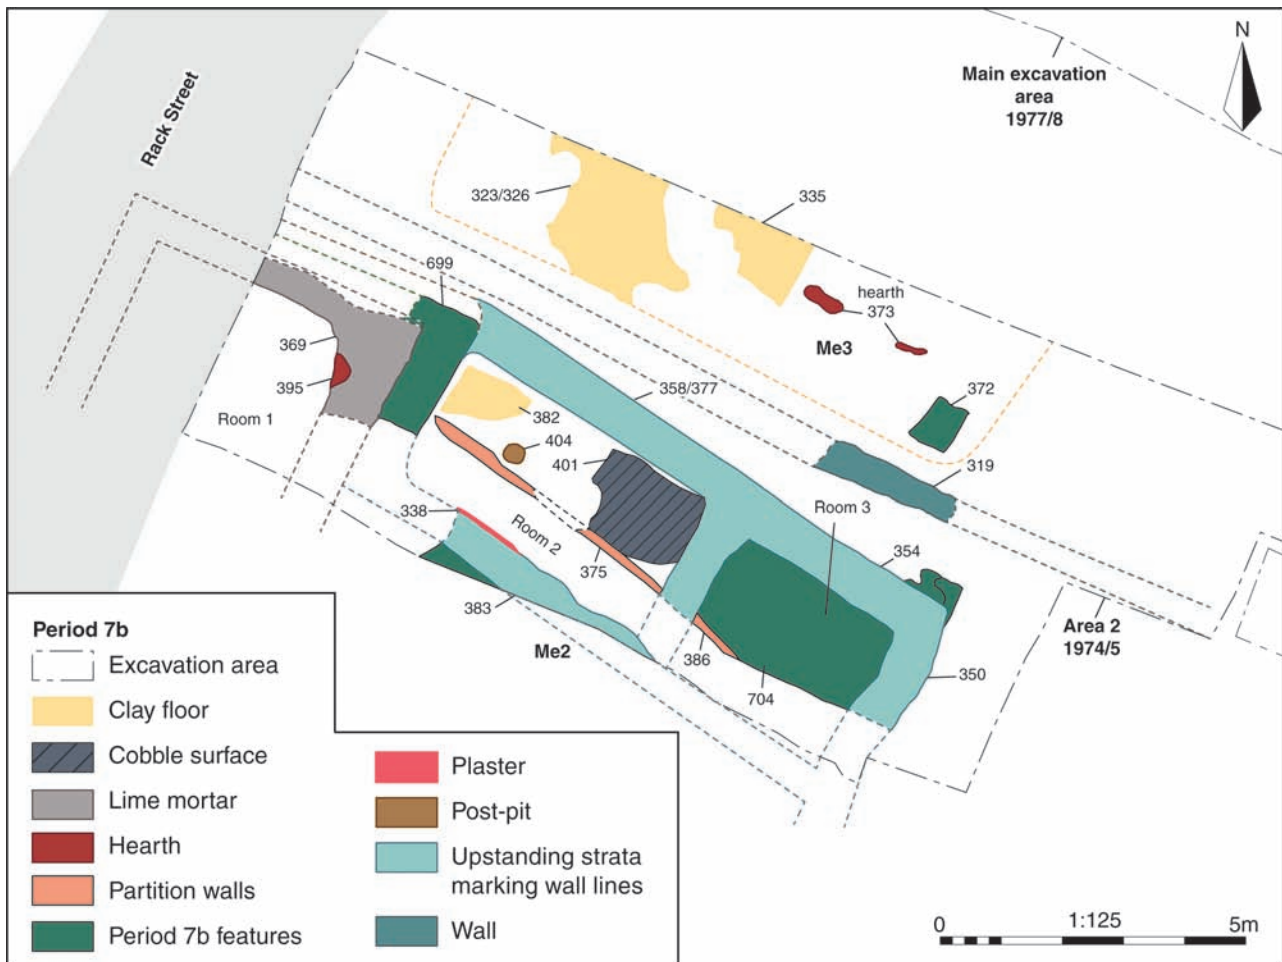 N
Main excavation
area
1977/8
Rack Street
323/326
335
699
hearth
373
Me3
369
395
358/377
372
Room 1
382
404
401
319
338
Room 2
Room 3
375
354
383
Area 2
1974/5
Me2
386
350
704
Period 7b
Excavation area
Clay floor
Cobble surface
Lime mortar
Hearth
Partition walls
Period 7b features
Plaster
Post-pit
Upstanding strata
marking wall lines
Wall
0 1:125 5m